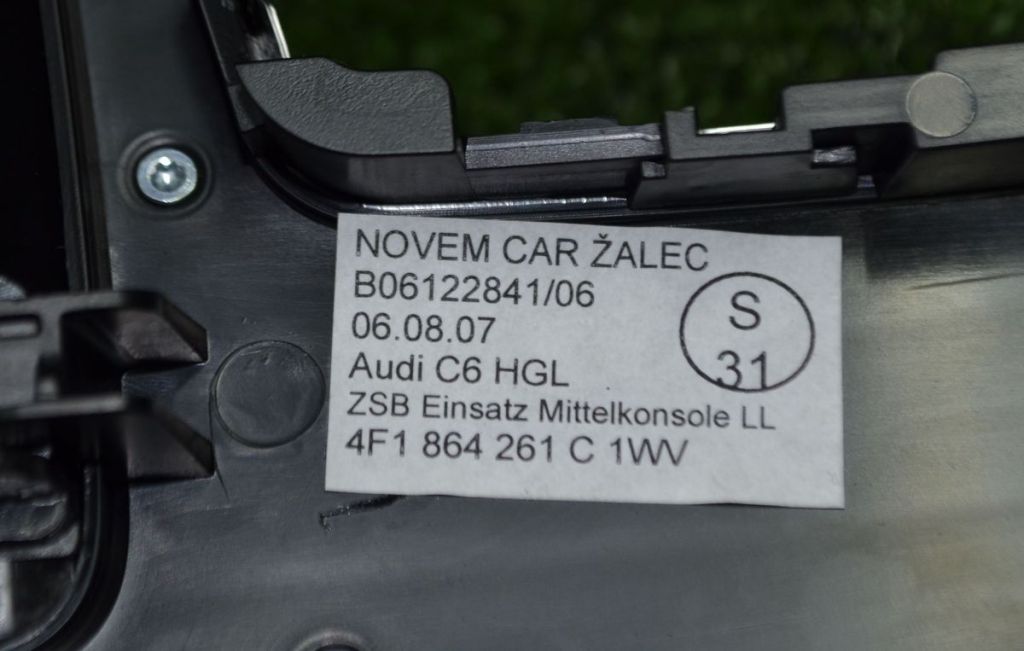 NOVEM CAR ŽALEC
B06122841/06
06.08.07
Audi C6 HGL
ZSB Einsatz Mittelkonsole LL
4F1 864 261 C 1WV
S
31